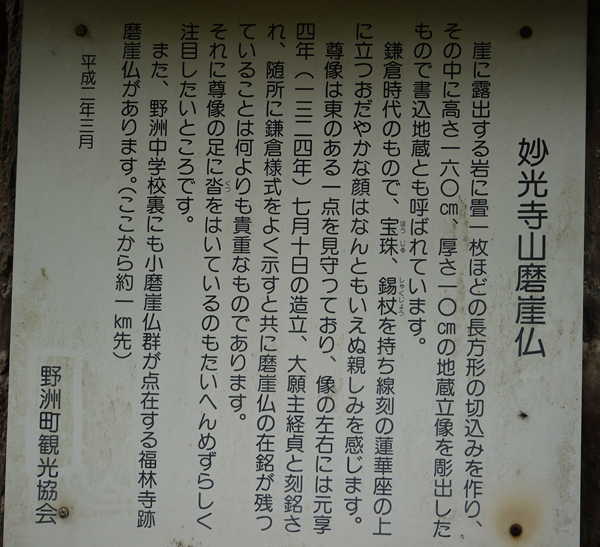 妙光寺山磨崖仏
崖に露出する岩に畳一枚ほどの長方形の切込みを作り、
その中に高さ一六〇㎝、厚さ一〇㎝の地蔵立像を彫出した
もので書込地蔵とも呼ばれています。
鎌倉時代のもので、宝珠、錫杖を持ち線刻の蓮華座の上
に立つおだやかな顔はなんともいえぬ親しみを感じます。
尊像は東のある一点を見守つており、像の左右には元享
四年（一三二四年）七月十日の造立、大願主経貞と刻銘さ
れ、随所に鎌倉様式をよく示すと共に磨崖仏の在銘が残つ
ていることは何よりも貴重なものであります。
それに尊像の足に沓をはいているのもたいへんめずらしく
注目したいところです。
また、野洲中学校裏にも小磨崖仏群が点在する福林寺跡
磨崖仏があります。（ここから約一㎞先）
平成二年三月
野洲町観光協会